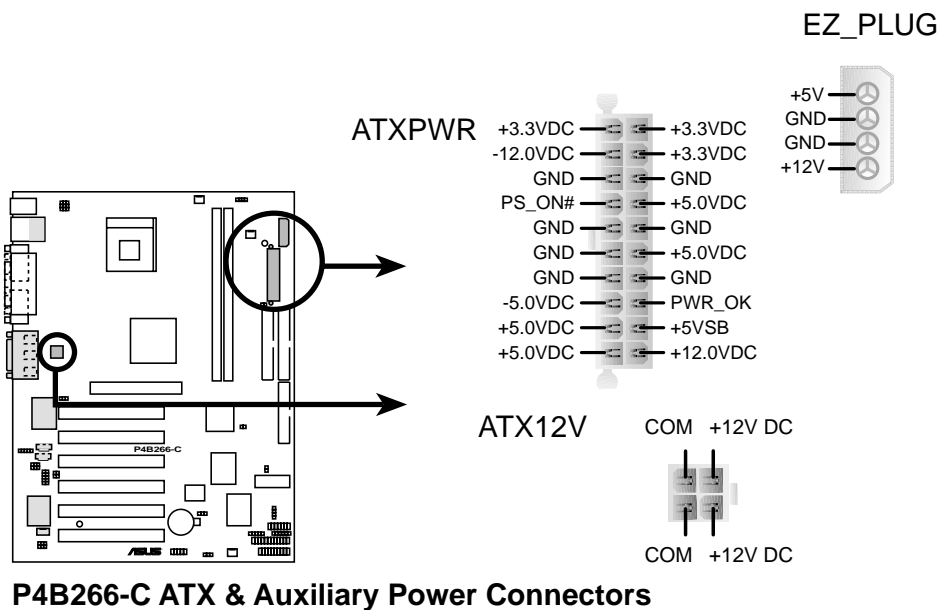 EZ_PLUG
+5V
GND
GND
+12V
ATXPWR
+3.3VDC +3.3VDC
-12.0VDC +3.3VDC
GND GND
PS_ON# +5.0VDC
GND GND
GND +5.0VDC
GND GND
-5.0VDC PWR_OK
+5.0VDC +5VSB
+5.0VDC +12.0VDC
ATX12V
COM +12V DC
COM +12V DC
P4B266-C
ASUS
P4B266-C ATX & Auxiliary Power Connectors